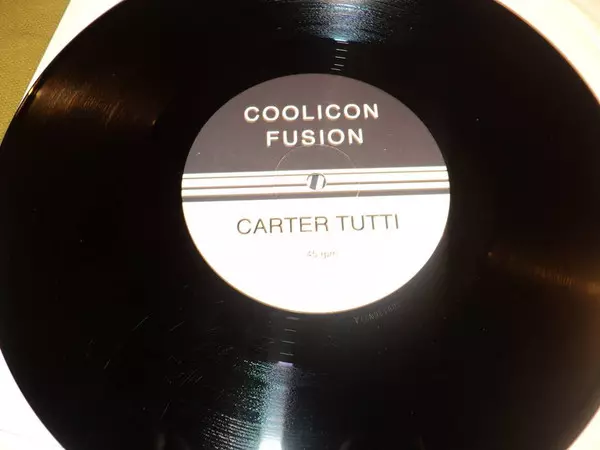 COOLICON
FUSION
CARTER TUTTI
45 rpm